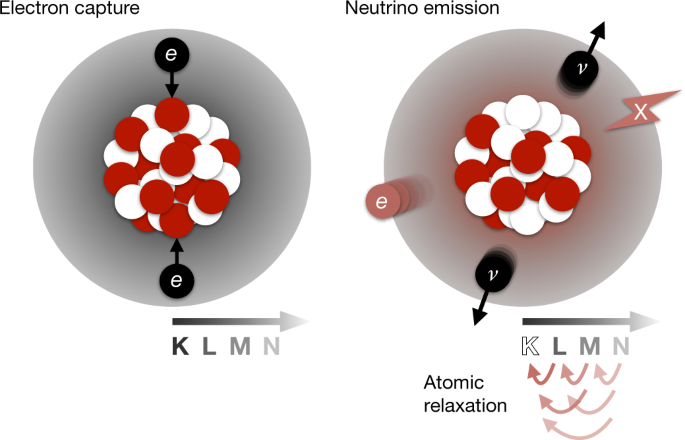 Electron capture
e
e
K L M N
Neutrino emission
ν
X
e
ν
K L M N
Atomic
relaxation